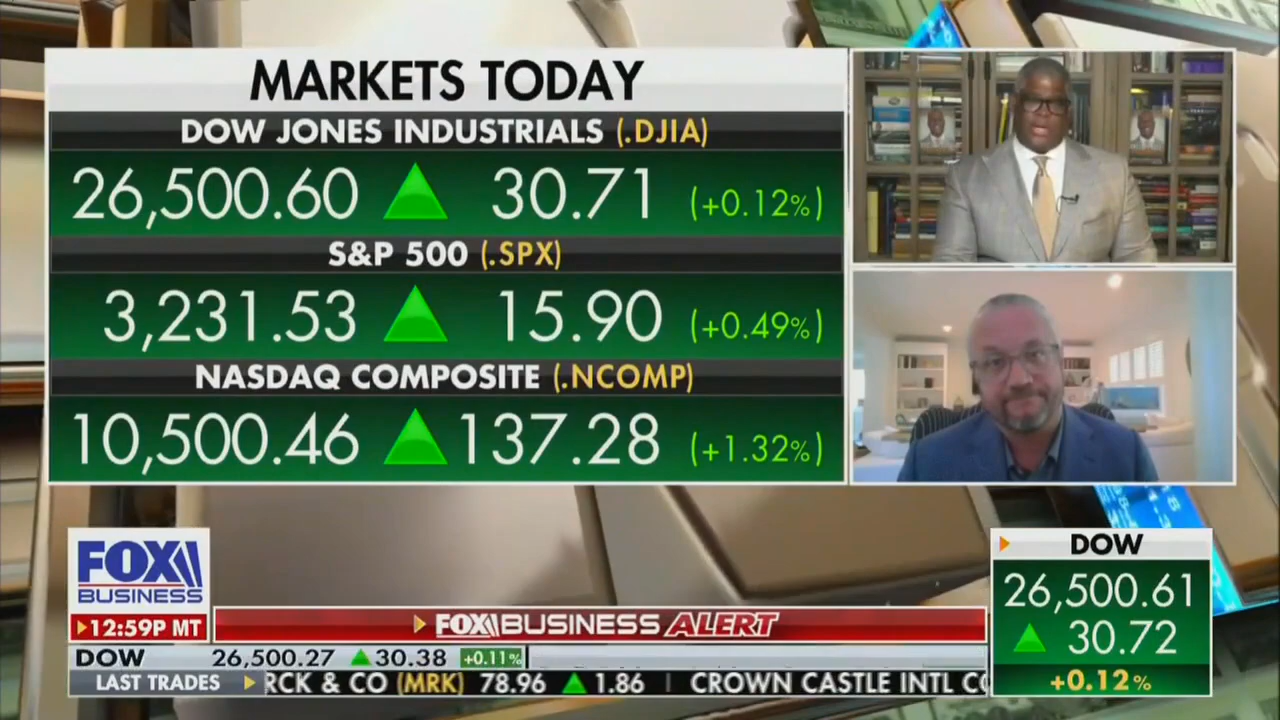 MARKETS TODAY
DOW JONES INDUSTRIALS (.DJIA)
26,500.60 ▲ 30.71 (+0.12%)
S&P 500 (.SPX)
3,231.53 ▲ 15.90 (+0.49%)
NASDAQ COMPOSITE (.NCOMP)
10,500.46 ▲ 137.28 (+1.32%)
FOX
BUSINESS
12:59P MT
FOX BUSINESS ALERT
DOW 26,500.27 ▲ 30.38 +0.11%
LAST TRADES RCK & CO (MRK) 78.96 ▲ 1.86 | CROWN CASTLE INTL CO
DOW
26,500.61
▲ 30.72
+0.12%